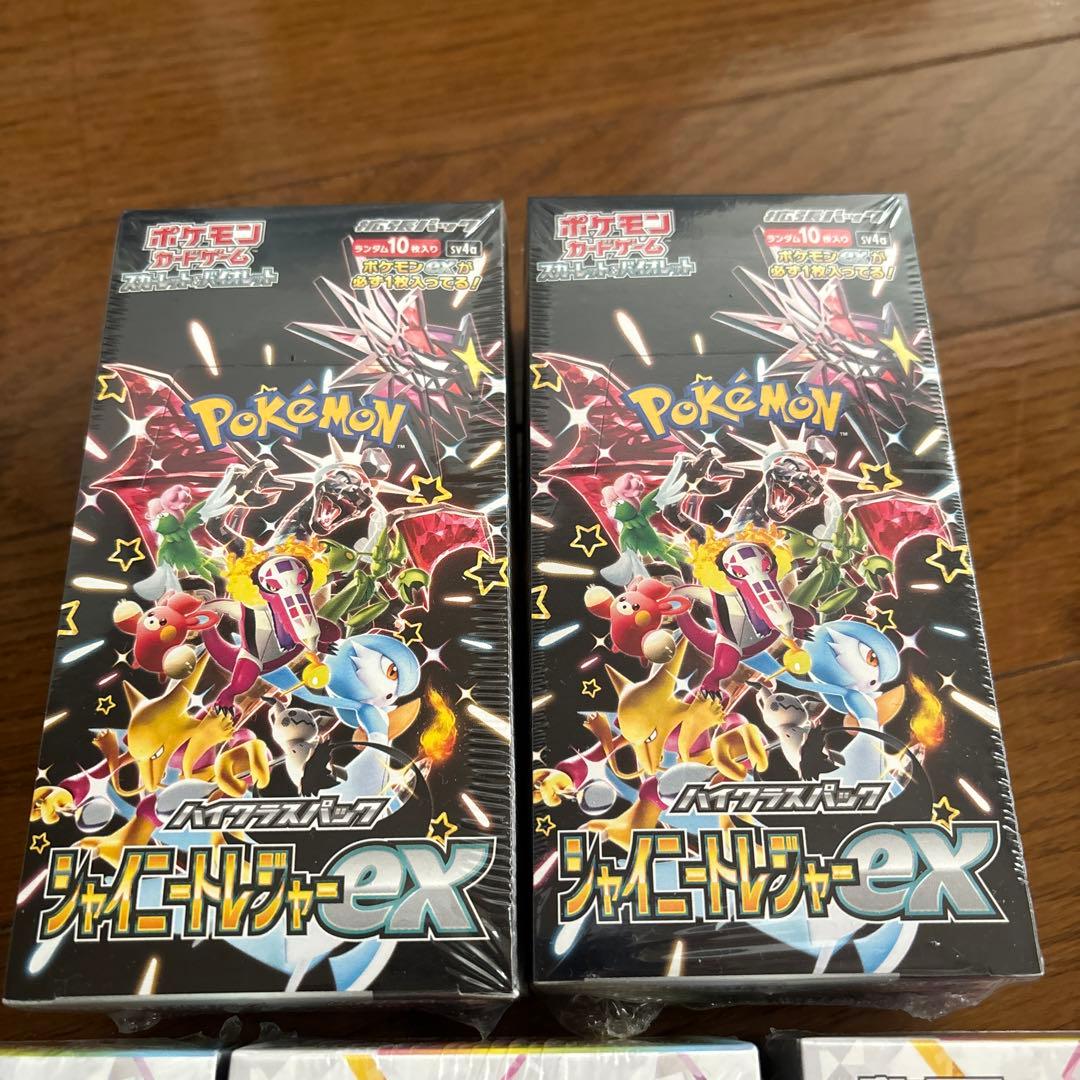 ポケモン
カードゲーム
スカーレット&バイオレット
拡張パック
ランダム10枚入り
SV4a
ポケモンexが
必ず1枚入ってる!
POKéMON
TM
ハイクラスパック
シャイニートレジャーex
ポケモン
カードゲーム
スカーレット&バイオレット
拡張パック
ランダム10枚入り
SV4a
ポケモンexが
必ず1枚入ってる!
POKéMON
TM
ハイクラスパック
シャイニートレジャーex